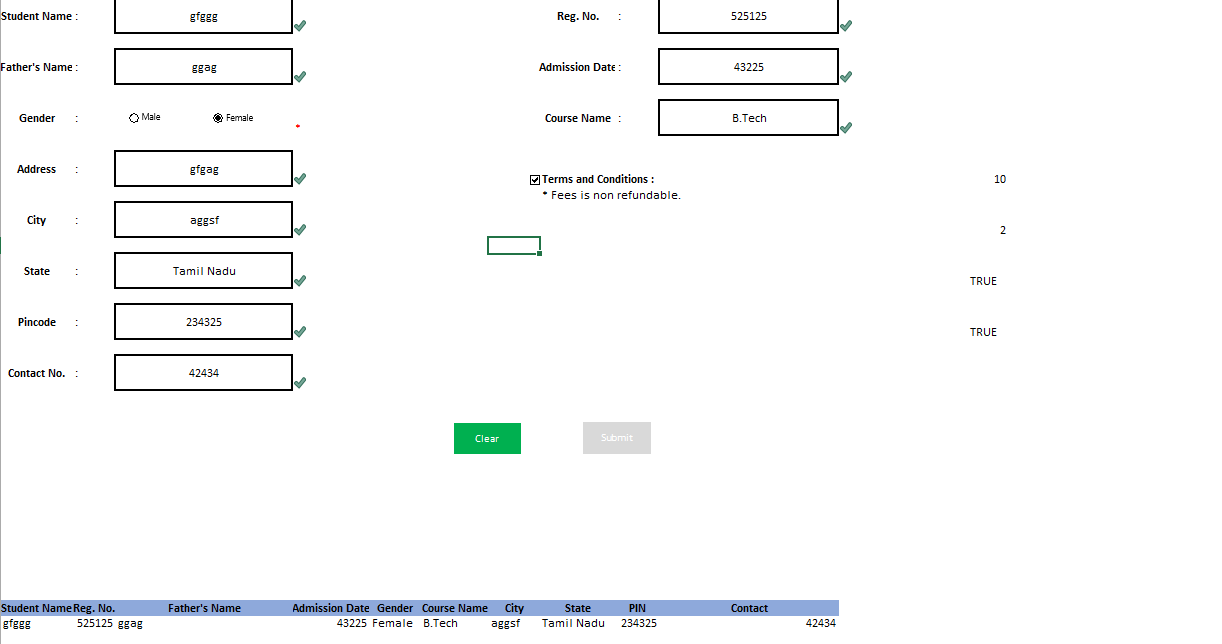 Student Name : gfggg Reg. No. : 525125
Father's Name : ggag Admission Date : 43225
Gender : Male Female * Course Name : B.Tech
Address : gfgag Terms and Conditions : 10
* Fees is non refundable.
City : aggsf 2
State : Tamil Nadu TRUE
Pincode : 234325 TRUE
Contact No. : 42434
Clear Submit
Student Name Reg. No. Father's Name Admission Date Gender Course Name City State PIN Contact
gfggg 525125 ggag 43225 Female B.Tech aggsf Tamil Nadu 234325 42434